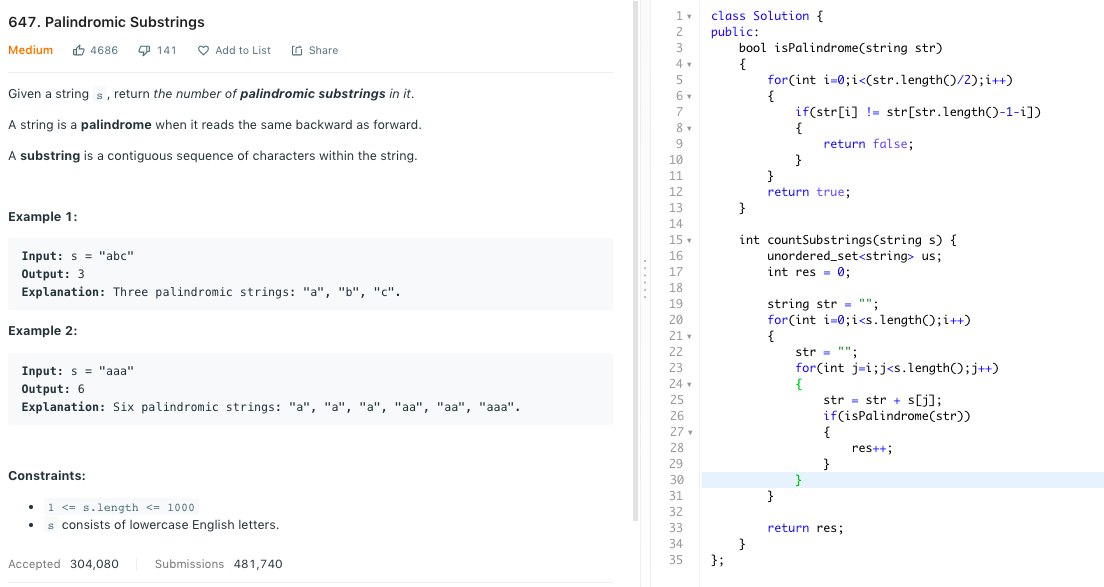 647. Palindromic Substrings
Medium 4686 141 Add to List Share
Given a string s , return the number of palindromic substrings in it.
A string is a palindrome when it reads the same backward as forward.
A substring is a contiguous sequence of characters within the string.
Example 1:
Input: s = "abc"
Output: 3
Explanation: Three palindromic strings: "a", "b", "c".
Example 2:
Input: s = "aaa"
Output: 6
Explanation: Six palindromic strings: "a", "a", "a", "aa", "aa", "aaa".
Constraints:
• 1 <= s.length <= 1000
• s consists of lowercase English letters.
Accepted 304,080 Submissions 481,740
1 class Solution {
2 public:
3 bool isPalindrome(string str)
4 {
5 for(int i=0;i<(str.length()/2);i++)
6 {
7 if(str[i] != str[str.length()-1-i])
8 {
9 return false;
10 }
11 }
12 return true;
13 }
14
15 int countSubstrings(string s) {
16 unordered_set<string> us;
17 int res = 0;
18
19 string str = "";
20 for(int i=0;i<s.length();i++)
21 {
22 str = "";
23 for(int j=i;j<s.length();j++)
24 {
25 str = str + s[j];
26 if(isPalindrome(str))
27 {
28 res++;
29 }
30 }
31 }
32
33 return res;
34 }
35 };